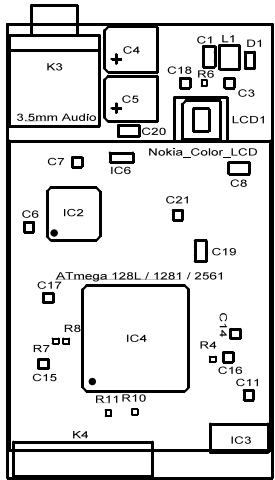 C4
C1 L1 D1
K3
C18 R6 C3
C5
3.5mm Audio
LCD1
C20
Nokia_Color_LCD
C7 IC6
C8
C6 IC2 C21
C19
ATmega 128L / 1281 / 2561
C17
R8
IC4
C14
R7
R4
C15
C16
C11
R11 R10
K4
IC3